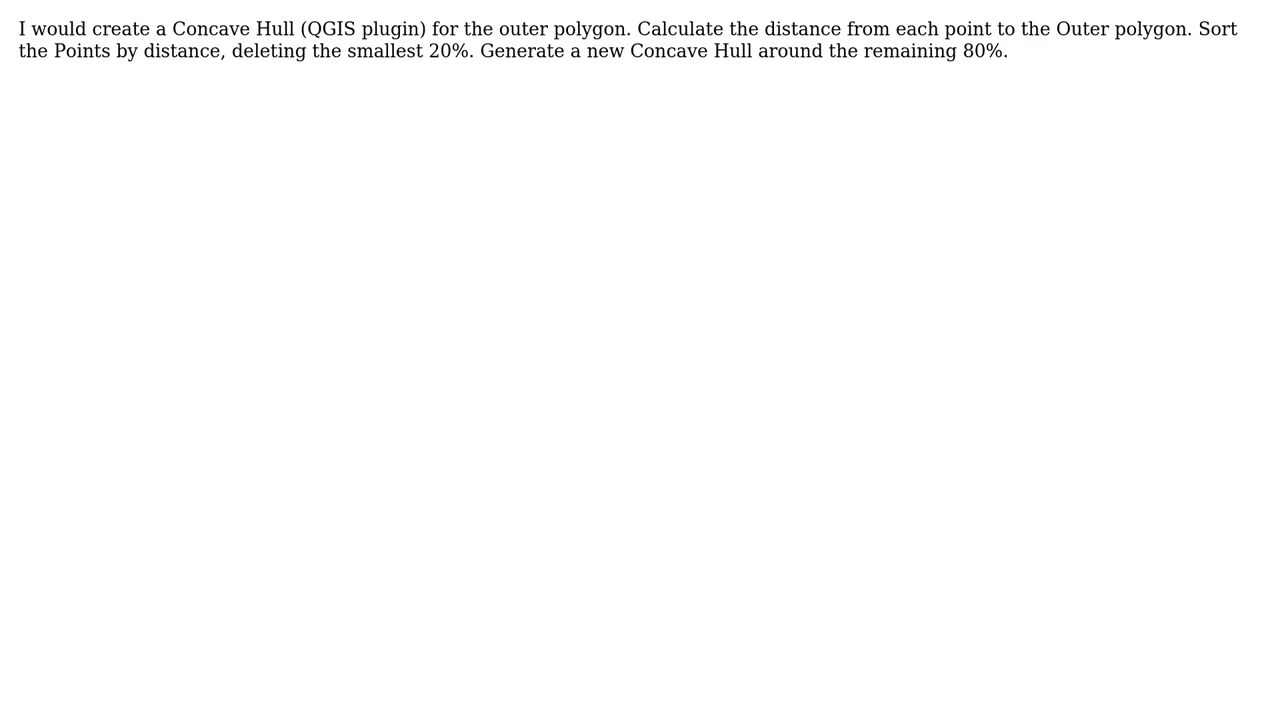 I would create a Concave Hull (QGIS plugin) for the outer polygon. Calculate the distance from each point to the Outer polygon. Sort
the Points by distance, deleting the smallest 20%. Generate a new Concave Hull around the remaining 80%.